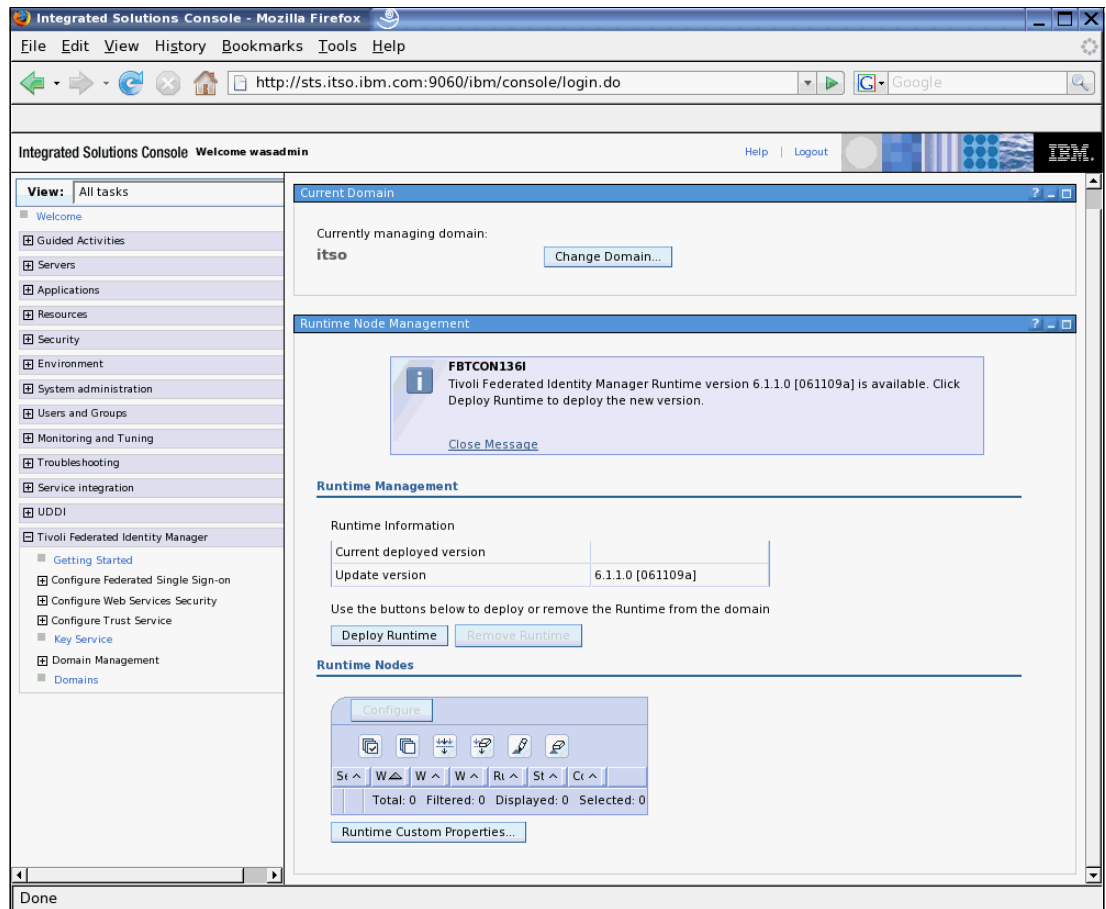 Integrated Solutions Console - Mozilla Firefox
File Edit View History Bookmarks Tools Help
http://sts.itso.ibm.com:9060/ibm/console/login.do
G Google
Integrated Solutions Console Welcome wasadmin
Help | Logout
IBM.
View: All tasks
Welcome
Guided Activities
Servers
Applications
Resources
Security
Environment
System administration
Users and Groups
Monitoring and Tuning
Troubleshooting
Service integration
UDDI
Tivoli Federated Identity Manager
Getting Started
Configure Federated Single Sign-on
Configure Web Services Security
Configure Trust Service
Key Service
Domain Management
Domains
Current Domain
Currently managing domain:
itso
Change Domain...
Runtime Node Management
FBTCON136I
Tivoli Federated Identity Manager Runtime version 6.1.1.0 [061109a] is available. Click
Deploy Runtime to deploy the new version.
Close Message
Runtime Management
Runtime Information
Current deployed version
Update version 6.1.1.0 [061109a]
Use the buttons below to deploy or remove the Runtime from the domain
Deploy Runtime Remove Runtime
Runtime Nodes
Configure
W W W St
Total: 0 Filtered: 0 Displayed: 0 Selected: 0
Runtime Custom Properties...
Done